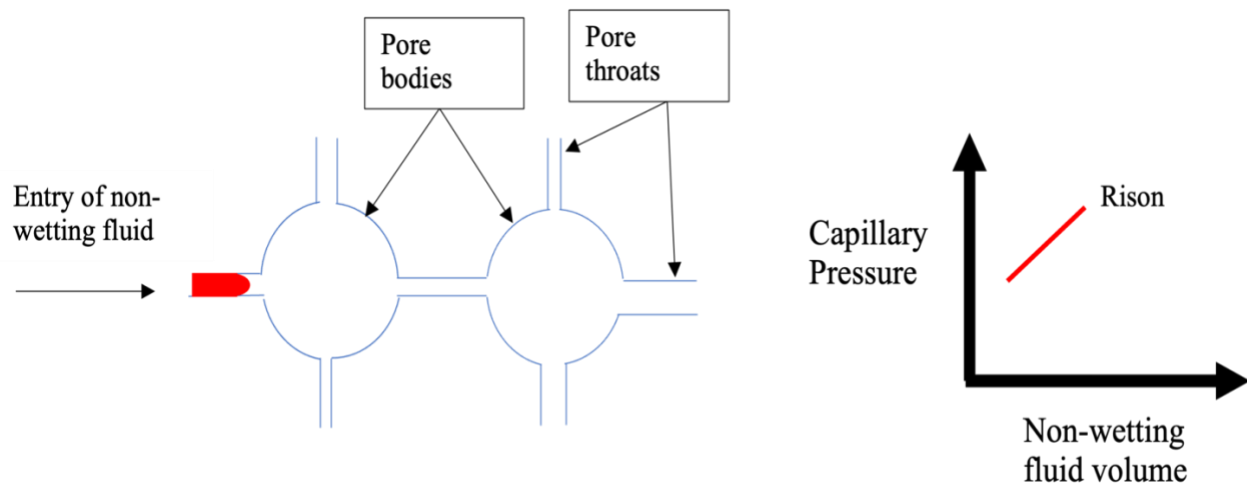 Pore
bodies
Pore
throats
Entry of non-
wetting fluid
Capillary
Pressure
Rison
Non-wetting
fluid volume